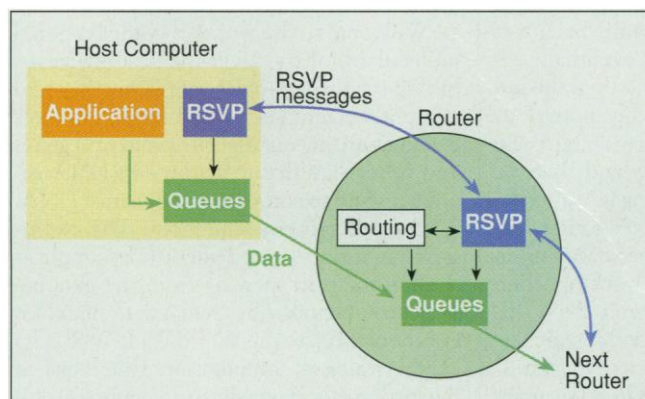 Host Computer
Application
RSVP
RSVP
messages
Queues
Router
Routing
RSVP
Data
Queues
Next
Router